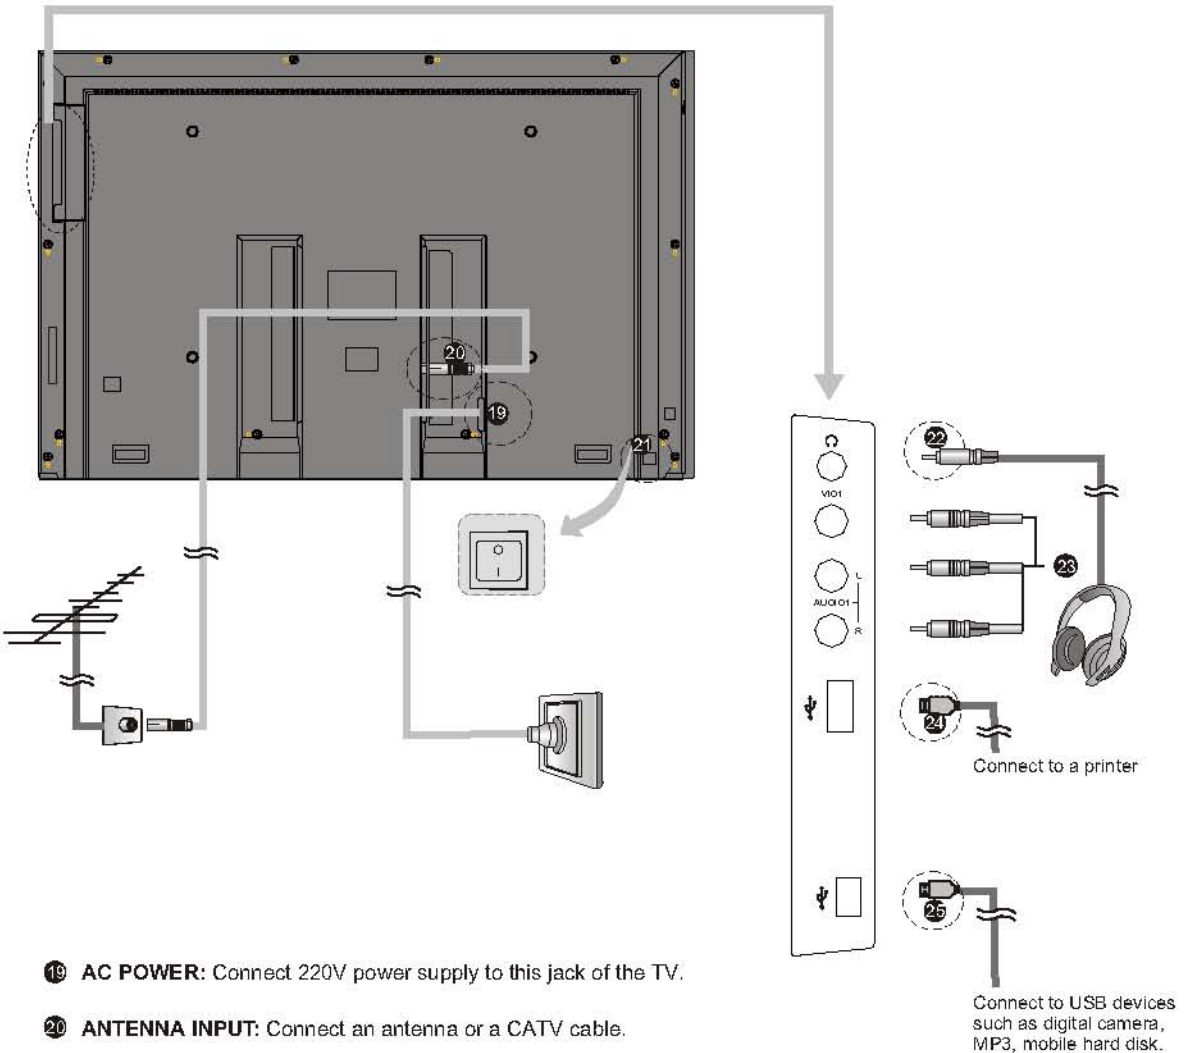 20
19
21
22
VIO1
23
L
AUDIO1
R
24
Connect to a printer
25
19 AC POWER: Connect 220V power supply to this jack of the TV.
20 ANTENNA INPUT: Connect an antenna or a CATV cable.
Connect to USB devices
such as digital camera,
MP3, mobile hard disk.